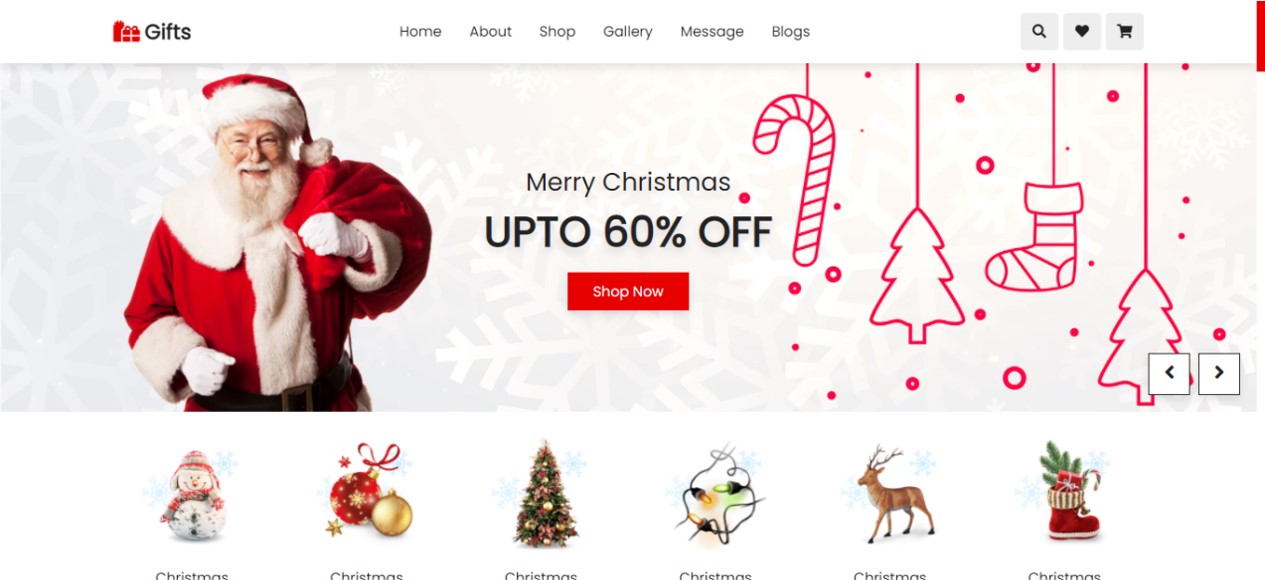 Gifts
Home About Shop Gallery Message Blogs
Merry Christmas
UPTO 60% OFF
Shop Now
Christmas Christmas Christmas Christmas Christmas Christmas